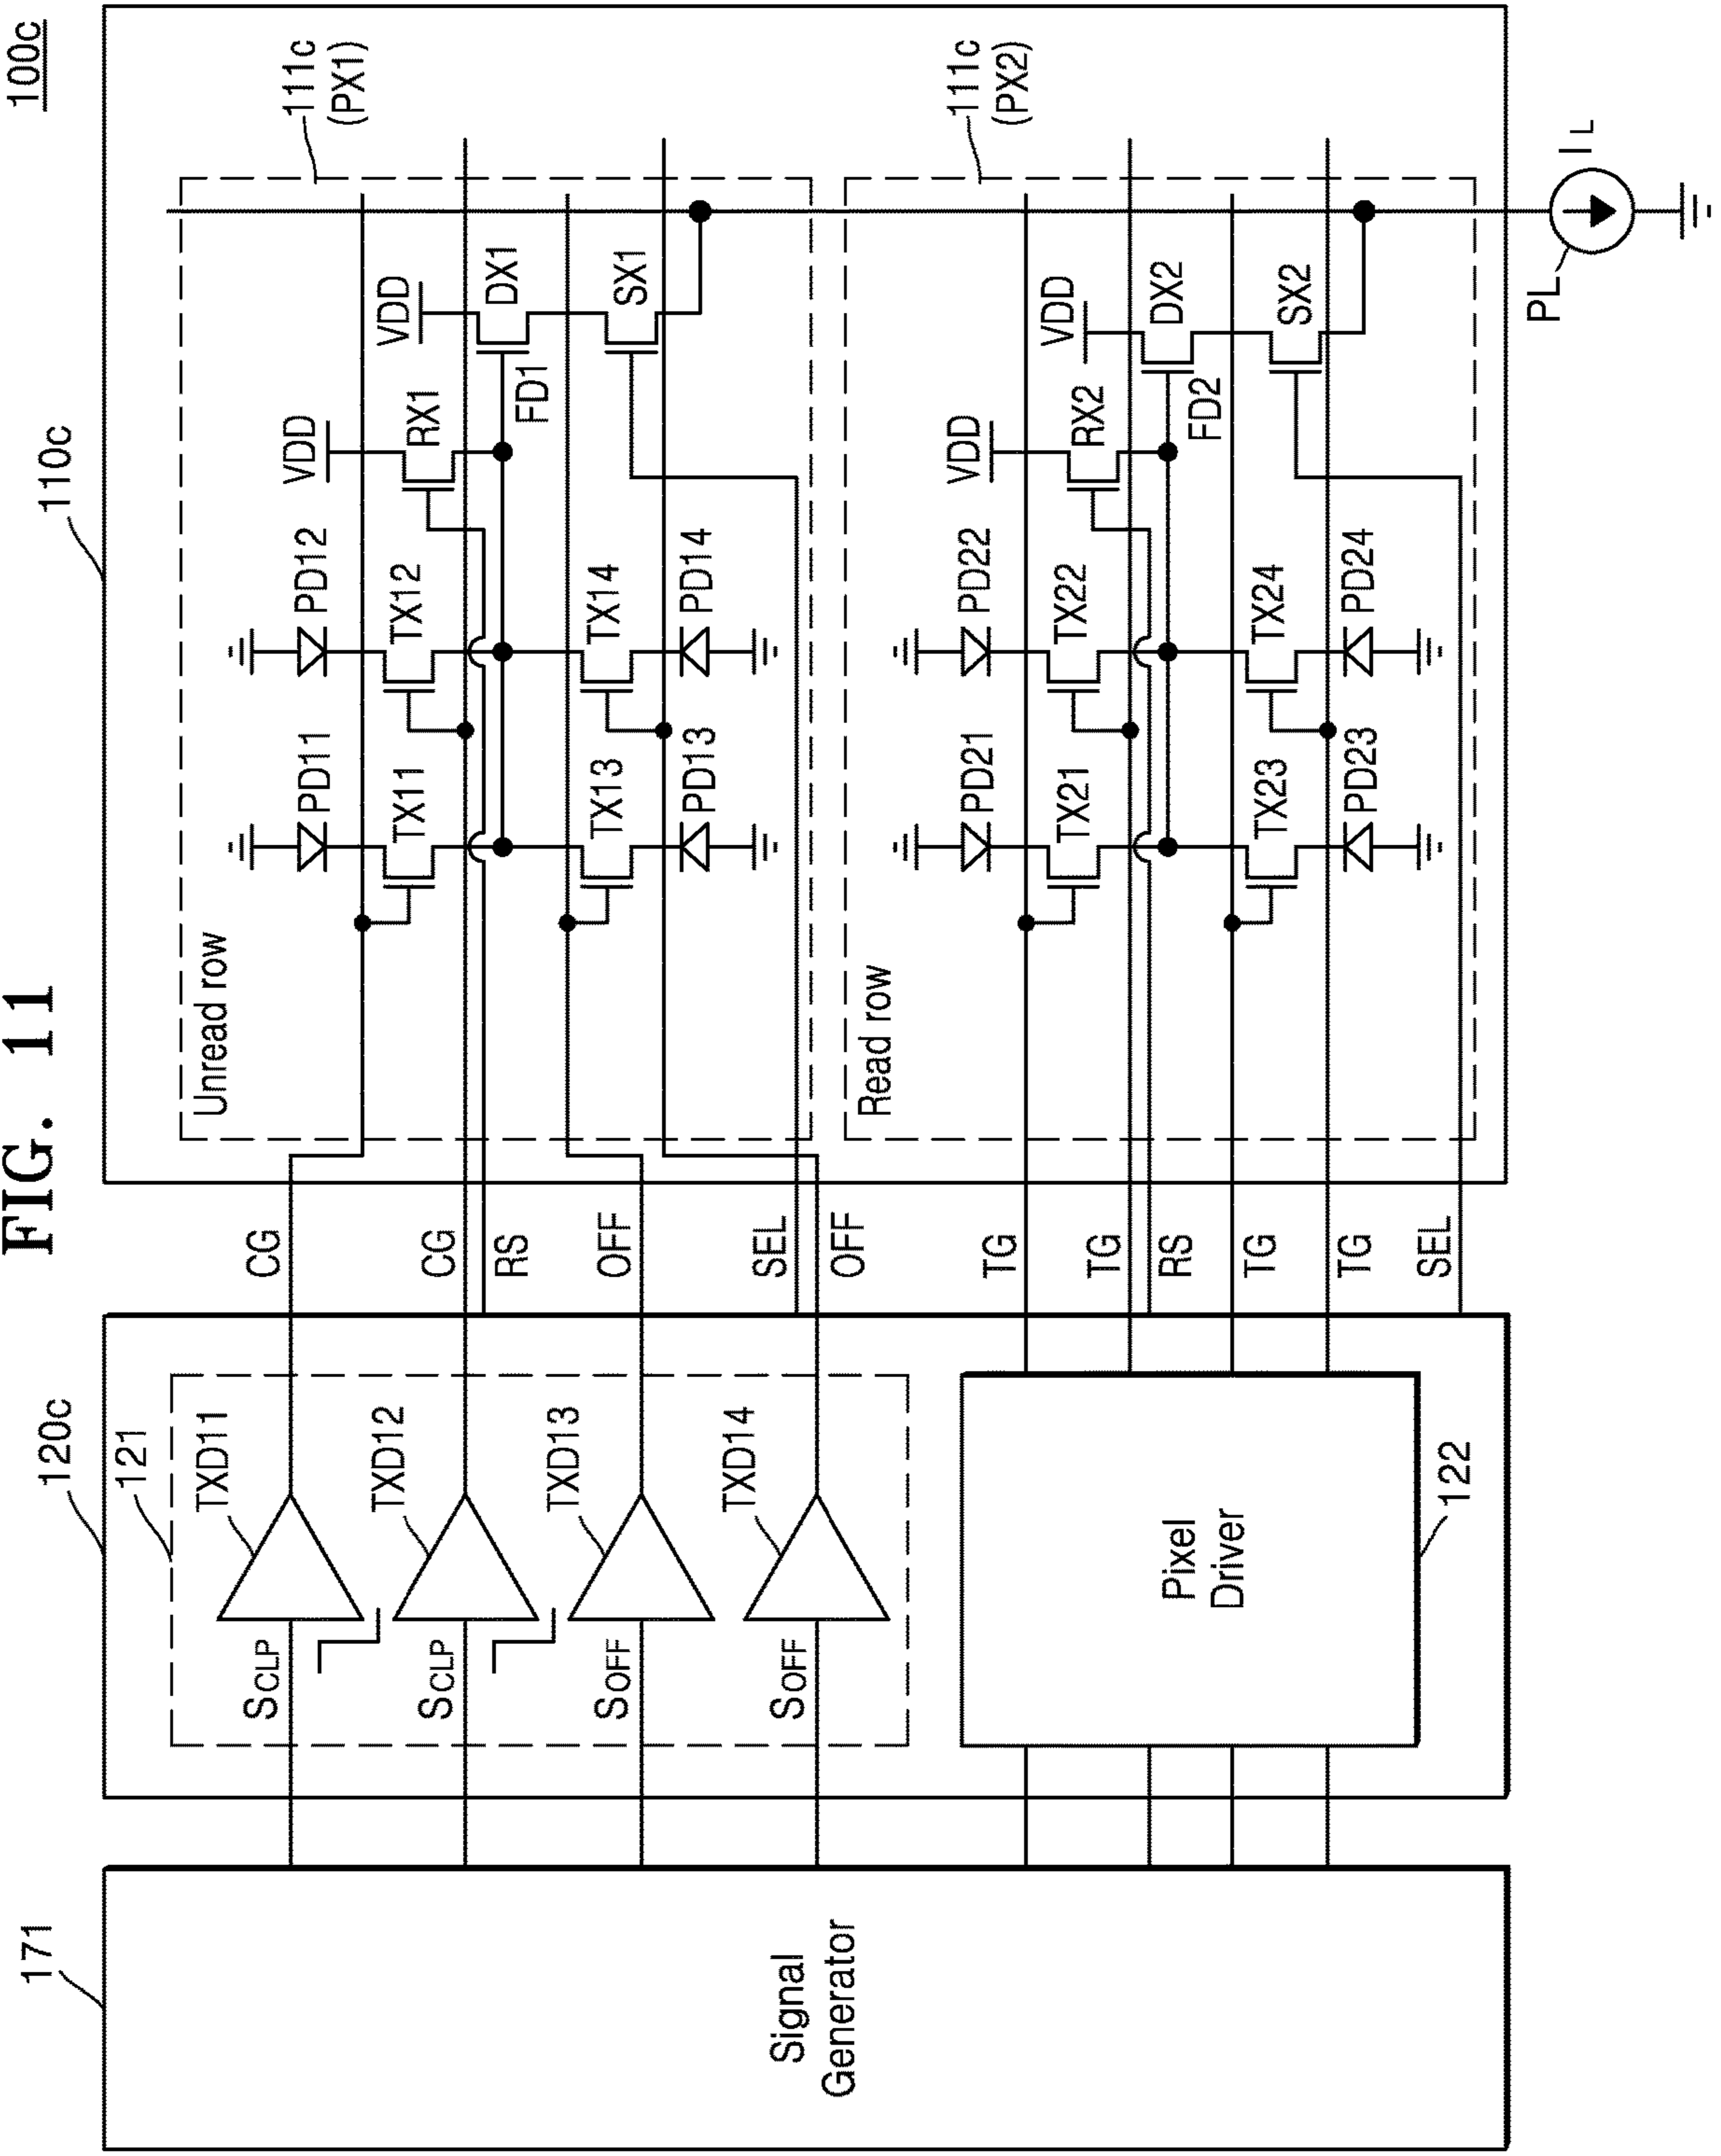 FIG. 11
100c
171
120c
110c
121
Signal
Generator
SCLP
TXD11
SCLP
TXD12
SOFF
TXD13
SOFF
TXD14
Pixel
Driver
122
CG
CG
RS
OFF
SEL
OFF
TG
TG
RS
TG
TG
SEL
Unread row
111c
(PX1)
PD11
PD12
VDD
VDD
TX11
TX12
RX1
DX1
FD1
TX13
TX14
SX1
PD13
PD14
Read row
111c
(PX2)
PD21
PD22
VDD
VDD
TX21
TX22
RX2
DX2
FD2
TX23
TX24
SX2
PD23
PD24
PL
IL